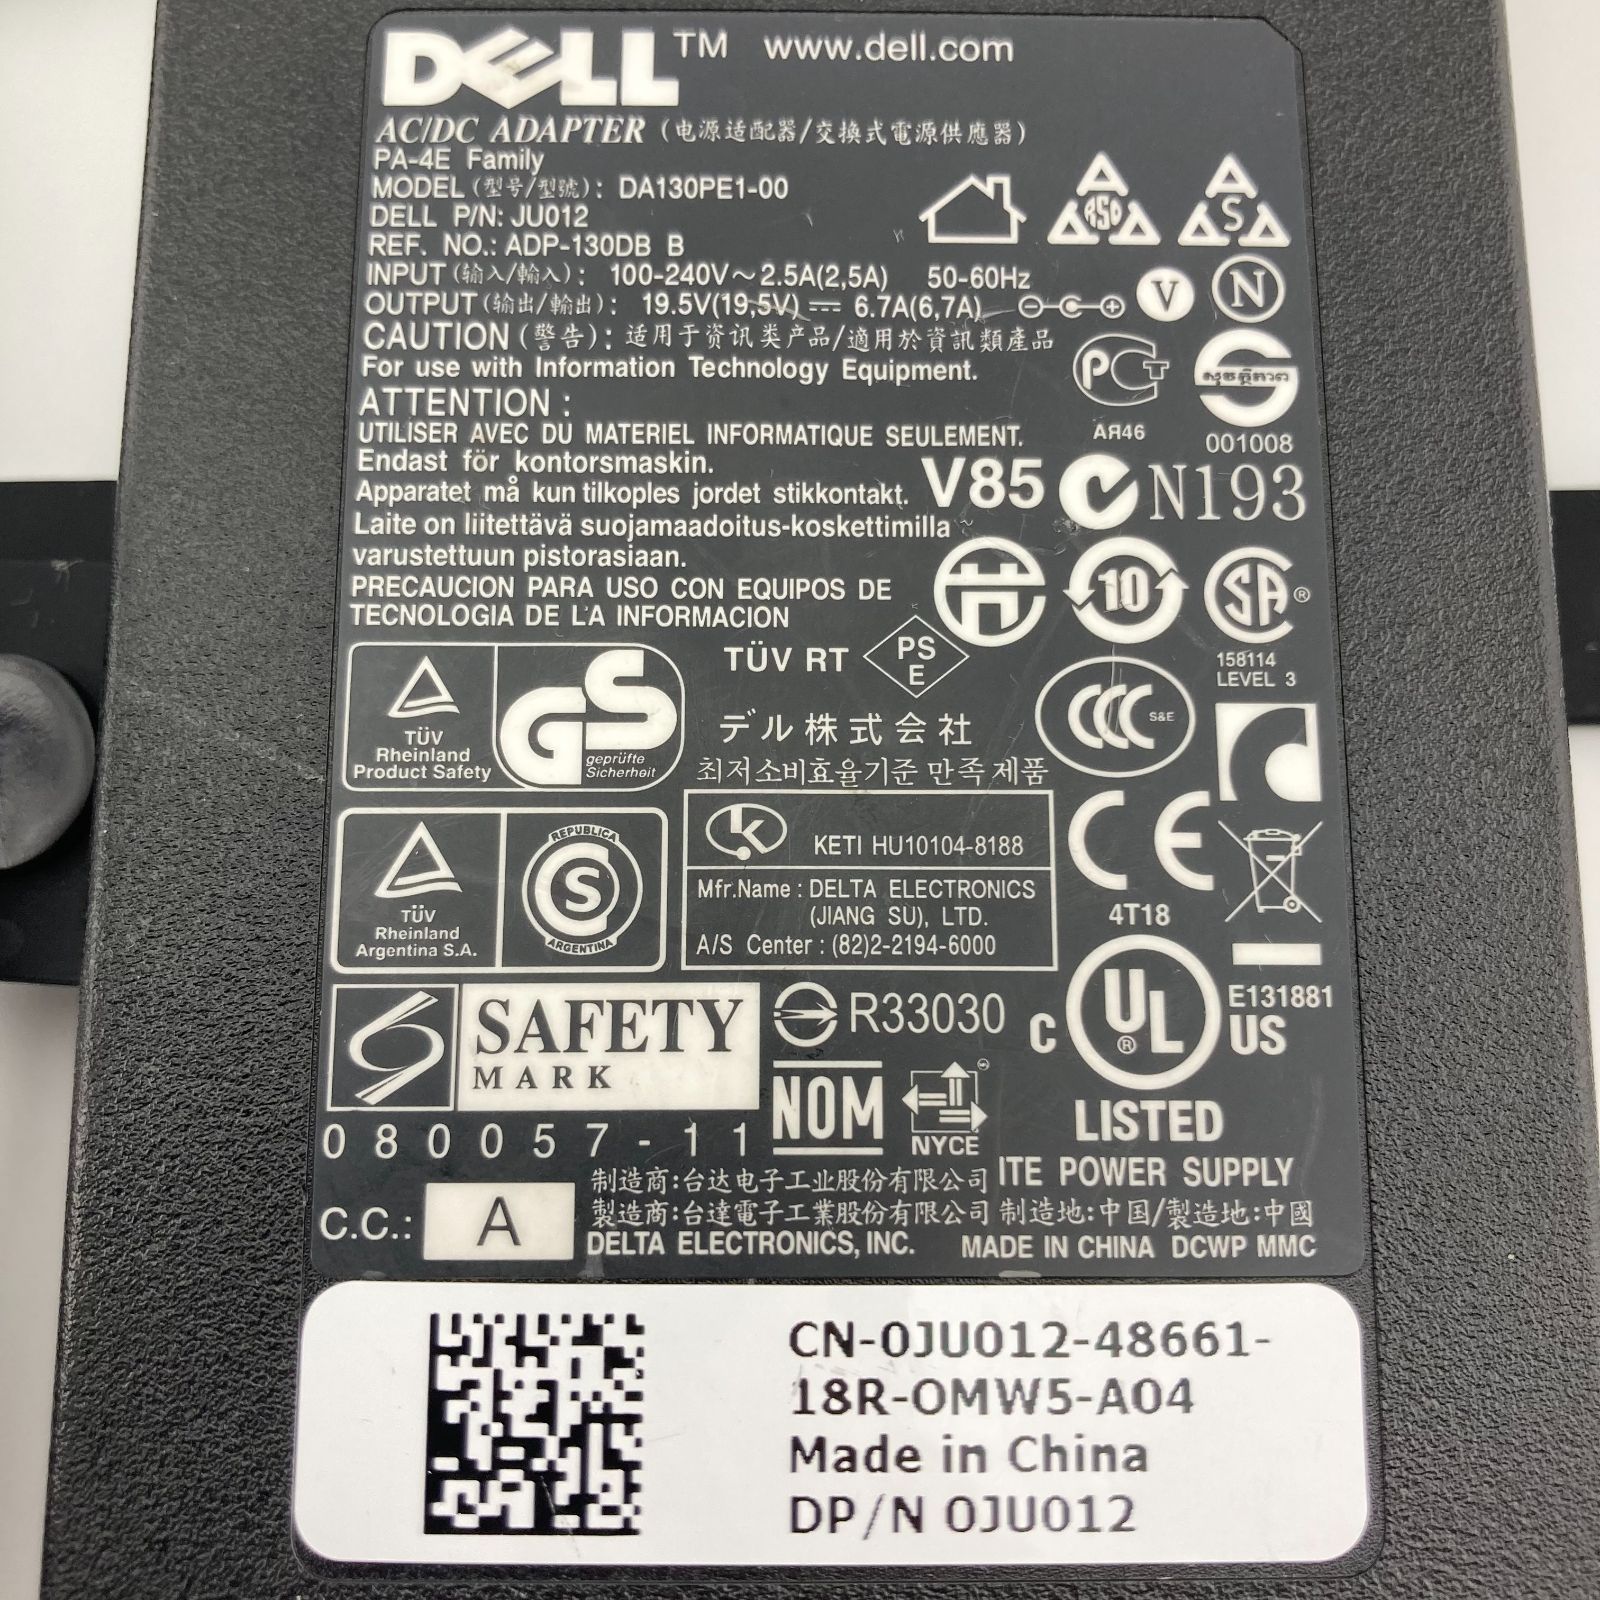 DELL™ www.dell.com
AC/DC ADAPTER (电源适配器/交換式電源供應器)
PA-4E Family
MODEL (型号/型號): DA130PE1-00
DELL P/N: JU012
REF. NO.: ADP-130DB B
INPUT (输入/輸入): 100-240V~2.5A(2,5A) 50-60Hz
OUTPUT (输出/輸出): 19.5V(19,5V) ⎓ 6.7A(6,7A)
CAUTION (警告): 适用于资讯类产品/適用於資訊類產品
For use with Information Technology Equipment.
ATTENTION :
UTILISER AVEC DU MATERIEL INFORMATIQUE SEULEMENT.
Endast för kontorsmaskin.
Apparatet må kun tilkoples jordet stikkontakt.
Laite on liitettävä suojamaadoitus-koskettimilla
varustettuun pistorasiaan.
PRECAUCION PARA USO CON EQUIPOS DE
TECNOLOGIA DE LA INFORMACION
RSO
S
V
N
PCT
АЯ46
001008
V85
N193
10
SA®
158114
LEVEL 3
TÜV RT
PS
E
TÜV
Rheinland
Product Safety
GS
geprüfte
Sicherheit
デル株式会社
최저소비효율기준 만족 제품
CCC S&E
TÜV
Rheinland
Argentina S.A.
REPUBLICA
S
ARGENTINA
K
KETI HU10104-8188
Mfr.Name : DELTA ELECTRONICS
(JIANG SU), LTD.
A/S Center : (82)2-2194-6000
CE
4T18
SAFETY
MARK
080057-11
R33030
NOM
NYCE
C UL® US
E131881
LISTED
ITE POWER SUPPLY
C.C.: A
制造商:台达电子工业股份有限公司
製造商:台達電子工業股份有限公司 制造地:中国/製造地:中國
DELTA ELECTRONICS, INC. MADE IN CHINA DCWP MMC
CN-0JU012-48661-
18R-0MW5-A04
Made in China
DP/N 0JU012